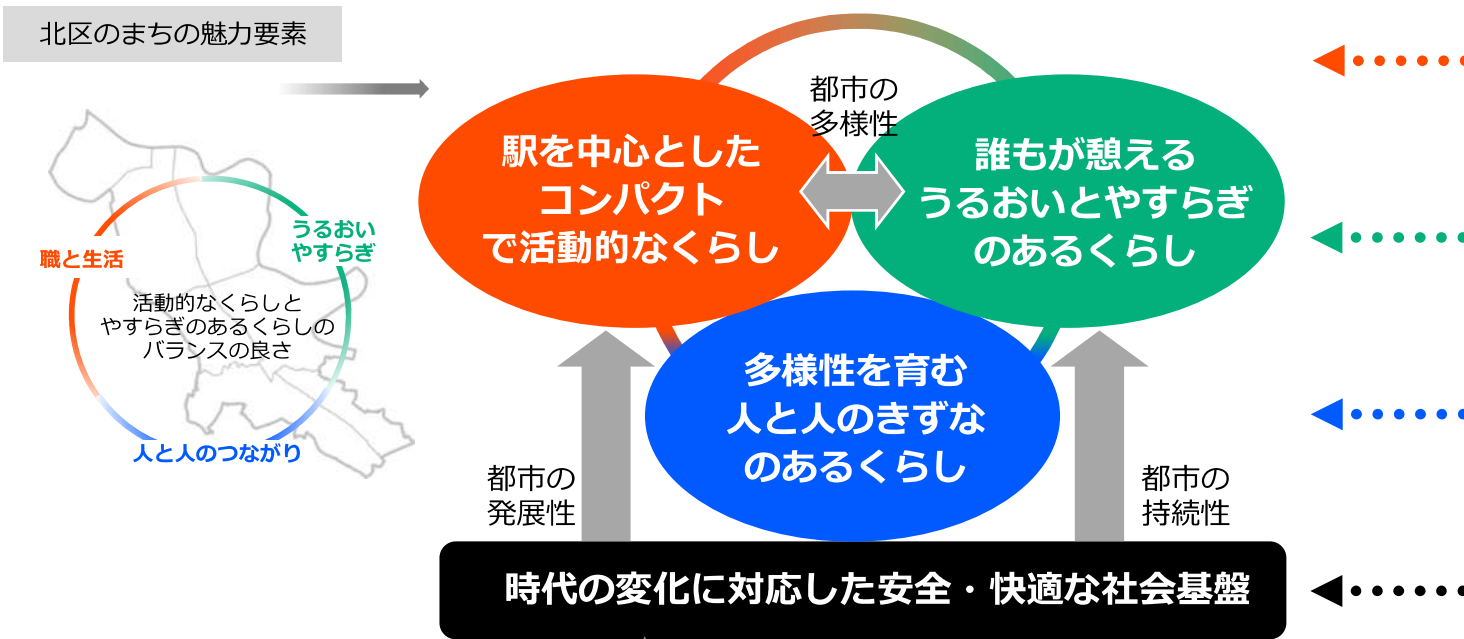 北区のまちの魅力要素
職と生活
うるおい
やすらぎ
活動的なくらしと
やすらぎのあるくらしの
バランスの良さ
人と人のつながり
都市の
多様性
駅を中心とした
コンパクト
で活動的なくらし
誰もが憩える
うるおいとやすらぎ
のあるくらし
多様性を育む
人と人のきずな
のあるくらし
都市の
発展性
都市の
持続性
時代の変化に対応した安全・快適な社会基盤